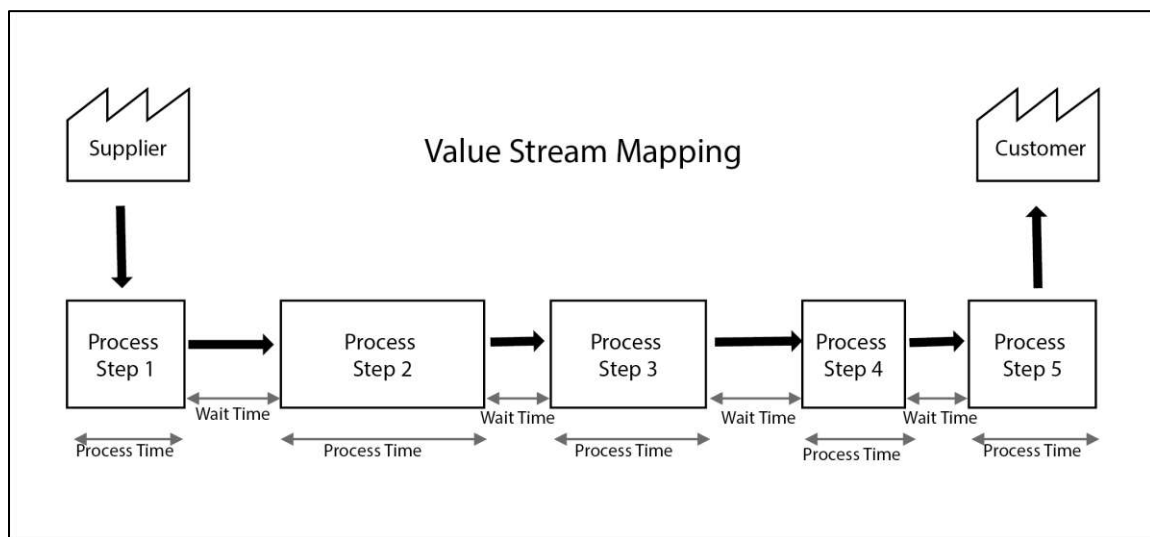 Supplier
Value Stream Mapping
Customer
Process
Step 1
Process
Step 2
Process
Step 3
Process
Step 4
Process
Step 5
Wait Time
Wait Time
Wait Time
Wait Time
Process Time
Process Time
Process Time
Process Time
Process Time